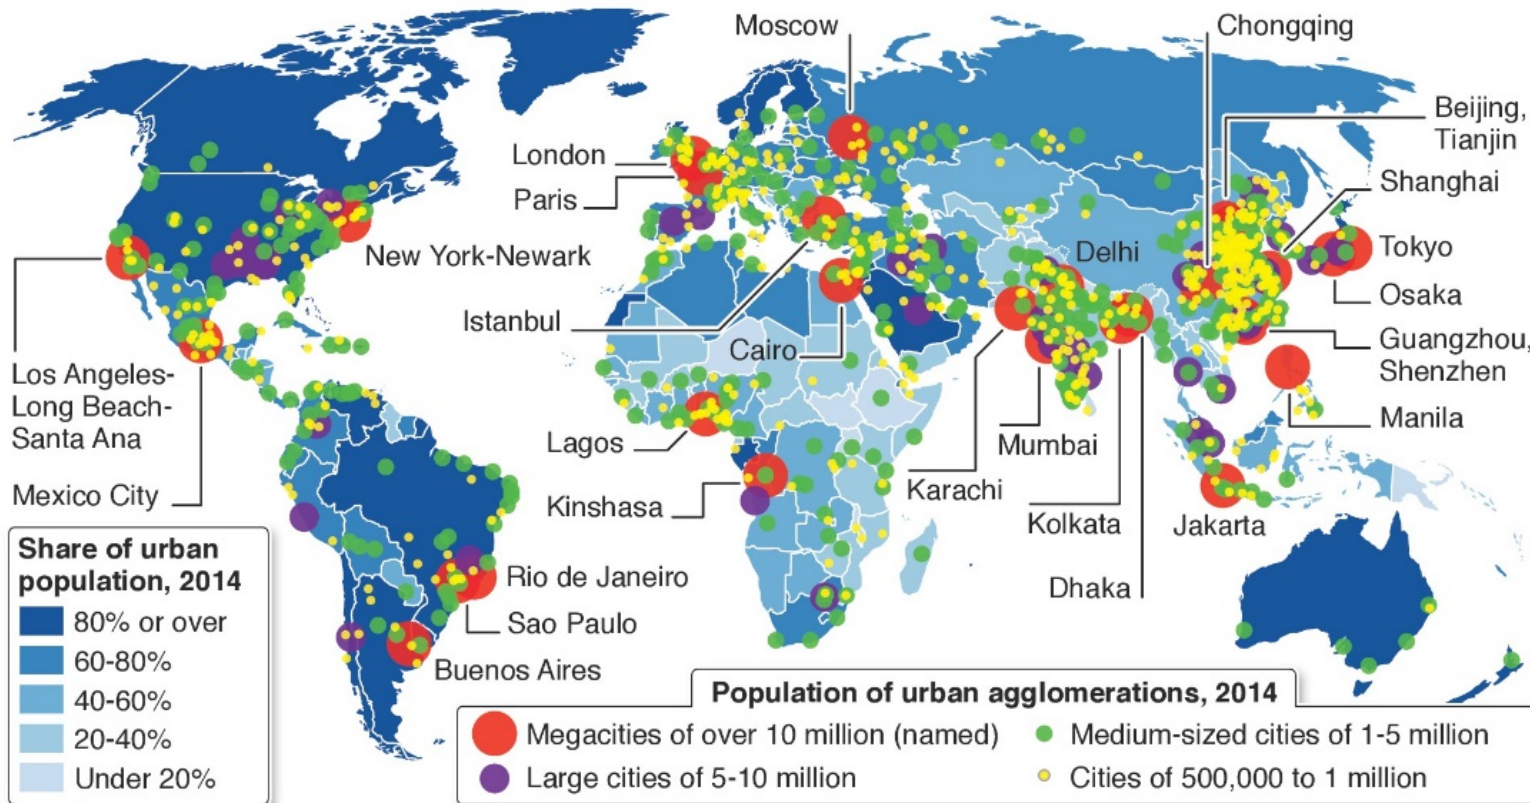 Moscow
Chongqing
Beijing,
Tianjin
London
Paris
Shanghai
New York-Newark
Delhi
Tokyo
Osaka
Istanbul
Cairo
Guangzhou,
Shenzhen
Los Angeles-
Long Beach-
Santa Ana
Manila
Lagos
Mumbai
Mexico City
Kinshasa
Karachi
Kolkata
Jakarta
Dhaka
Rio de Janeiro
Sao Paulo
Buenos Aires
Share of urban
population, 2014
80% or over
60-80%
40-60%
20-40%
Under 20%
Population of urban agglomerations, 2014
Megacities of over 10 million (named)
Medium-sized cities of 1-5 million
Large cities of 5-10 million
Cities of 500,000 to 1 million